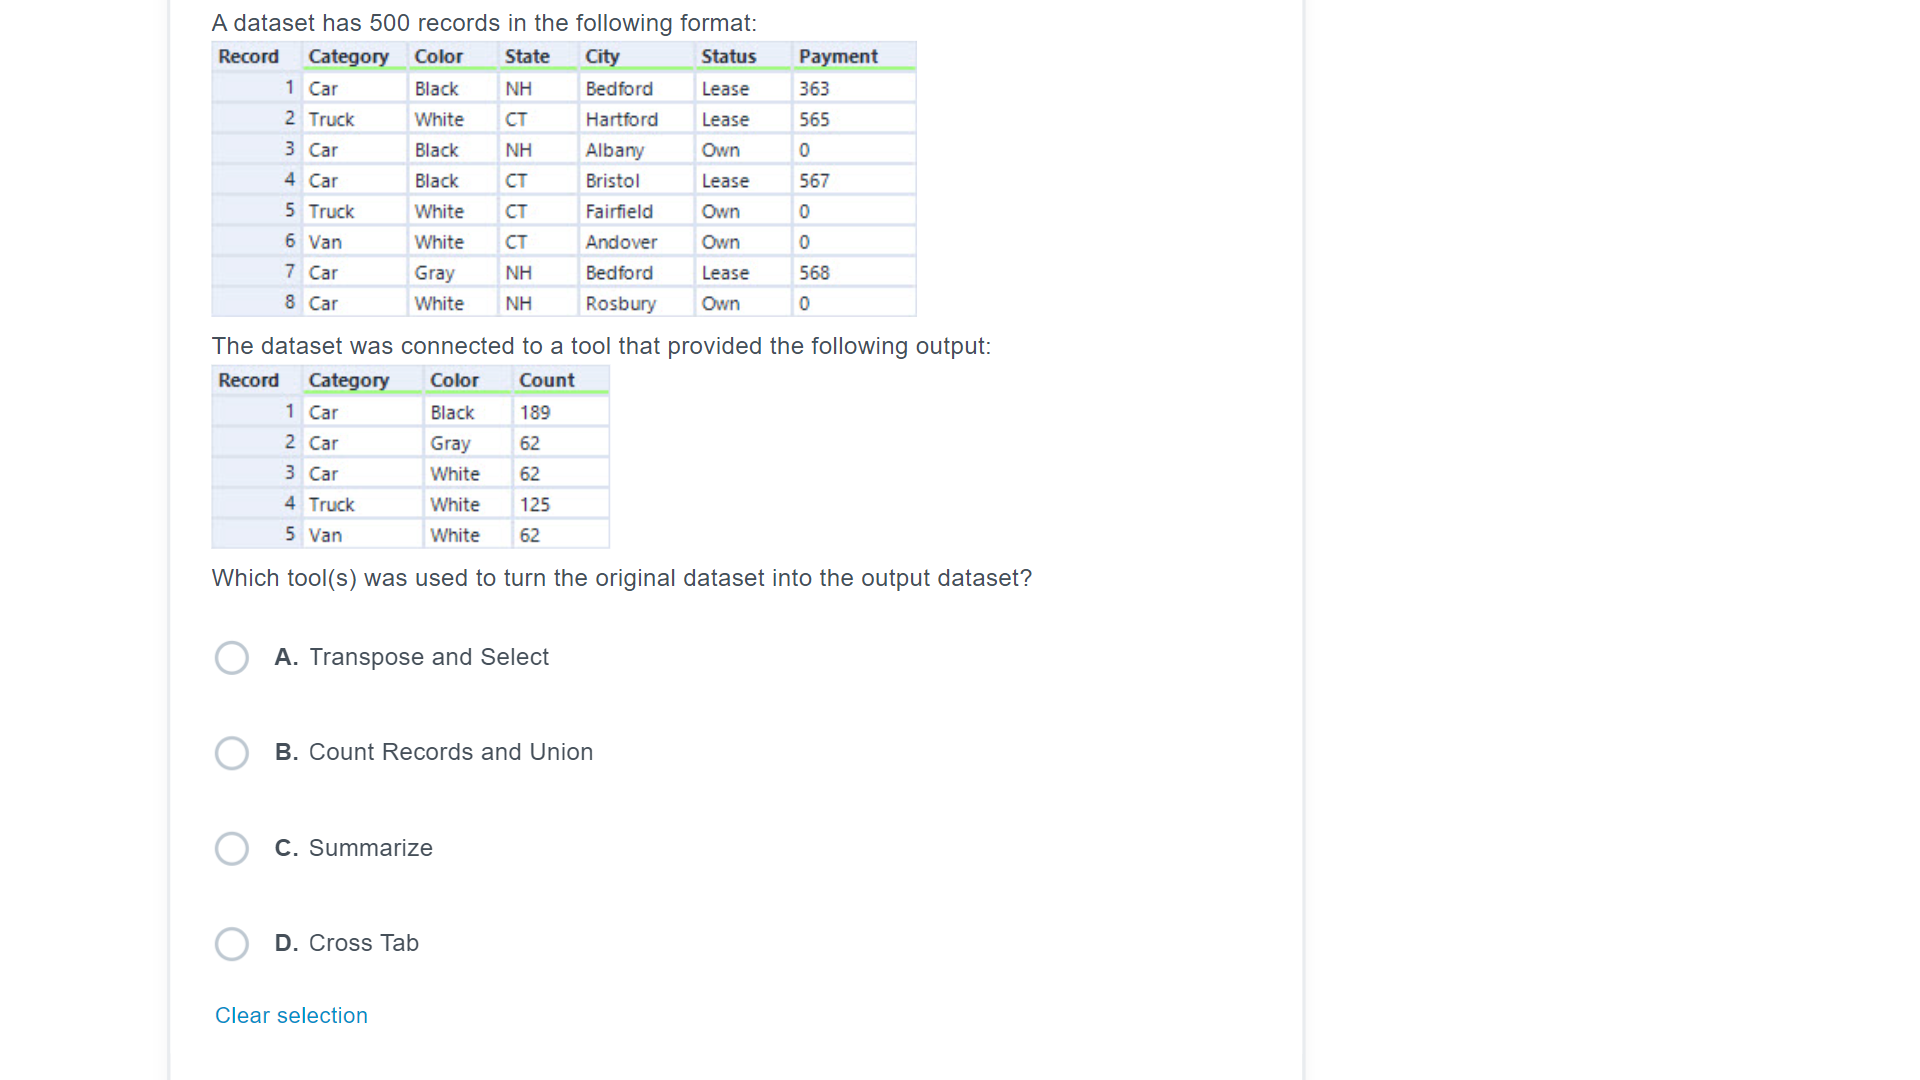 A dataset has 500 records in the following format:
Record Category Color State City Status Payment
1 Car Black NH Bedford Lease 363
2 Truck White CT Hartford Lease 565
3 Car Black NH Albany Own 0
4 Car Black CT Bristol Lease 567
5 Truck White CT Fairfield Own 0
6 Van White CT Andover Own 0
7 Car Gray NH Bedford Lease 568
8 Car White NH Rosbury Own 0
The dataset was connected to a tool that provided the following output:
Record Category Color Count
1 Car Black 189
2 Car Gray 62
3 Car White 62
4 Truck White 125
5 Van White 62
Which tool(s) was used to turn the original dataset into the output dataset?
A. Transpose and Select
B. Count Records and Union
C. Summarize
D. Cross Tab
Clear selection